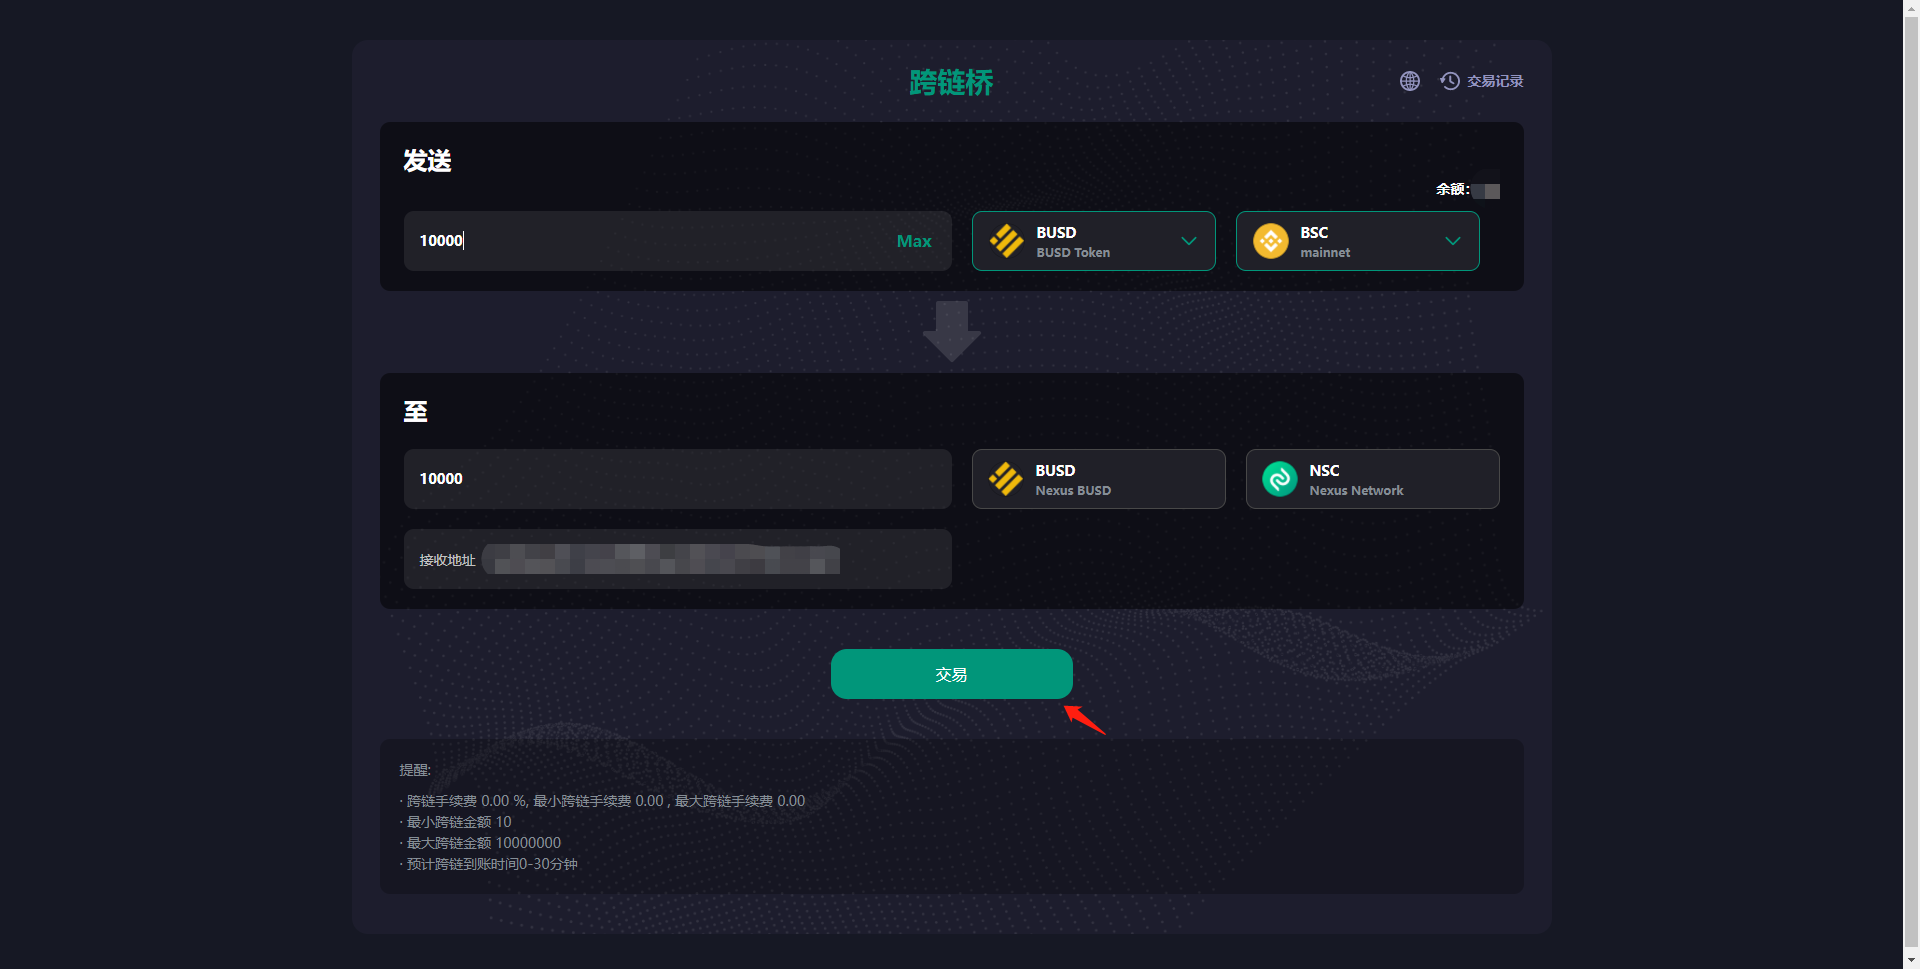 跨链桥
交易记录
发送
余额:
10000
Max
BUSD
BUSD Token
BSC
mainnet
至
10000
BUSD
Nexus BUSD
NSC
Nexus Network
接收地址
交易
提醒:
· 跨链手续费 0.00 %, 最小跨链手续费 0.00 , 最大跨链手续费 0.00
· 最小跨链金额 10
· 最大跨链金额 10000000
· 预计跨链到账时间0-30分钟